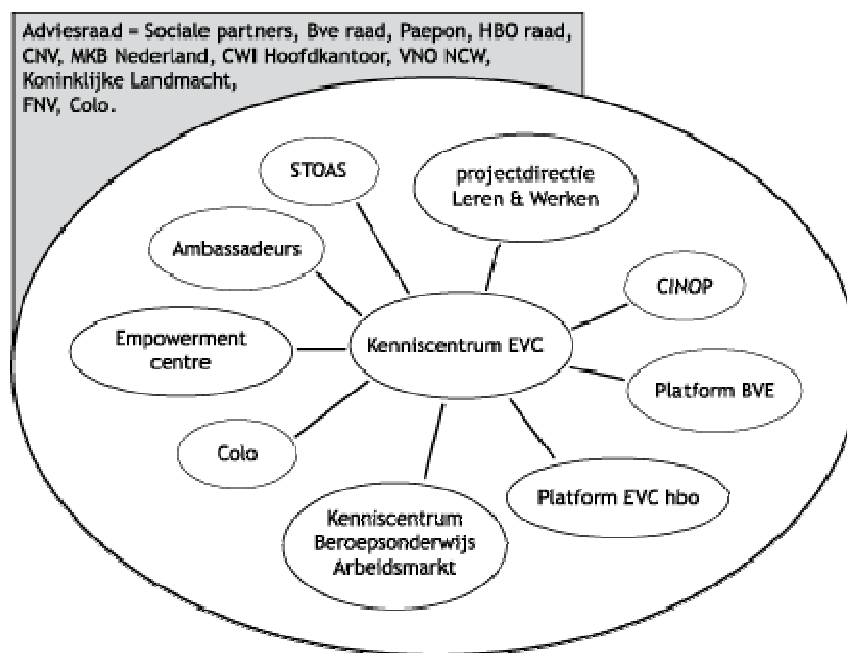 Adviesraad = Sociale partners, Bve raad, Paepon, HBO raad,
CNV, MKB Nederland, CWI Hoofdkantoor, VNO NCW,
Koninklijke Landmacht,
FNV, Colo.
STOAS
projectdirectie
Leren & Werken
Ambassadeurs
CINOP
Empowerment
centre
Kenniscentrum EVC
Platform BVE
Colo
Platform EVC hbo
Kenniscentrum
Beroepsonderwijs
Arbeidsmarkt